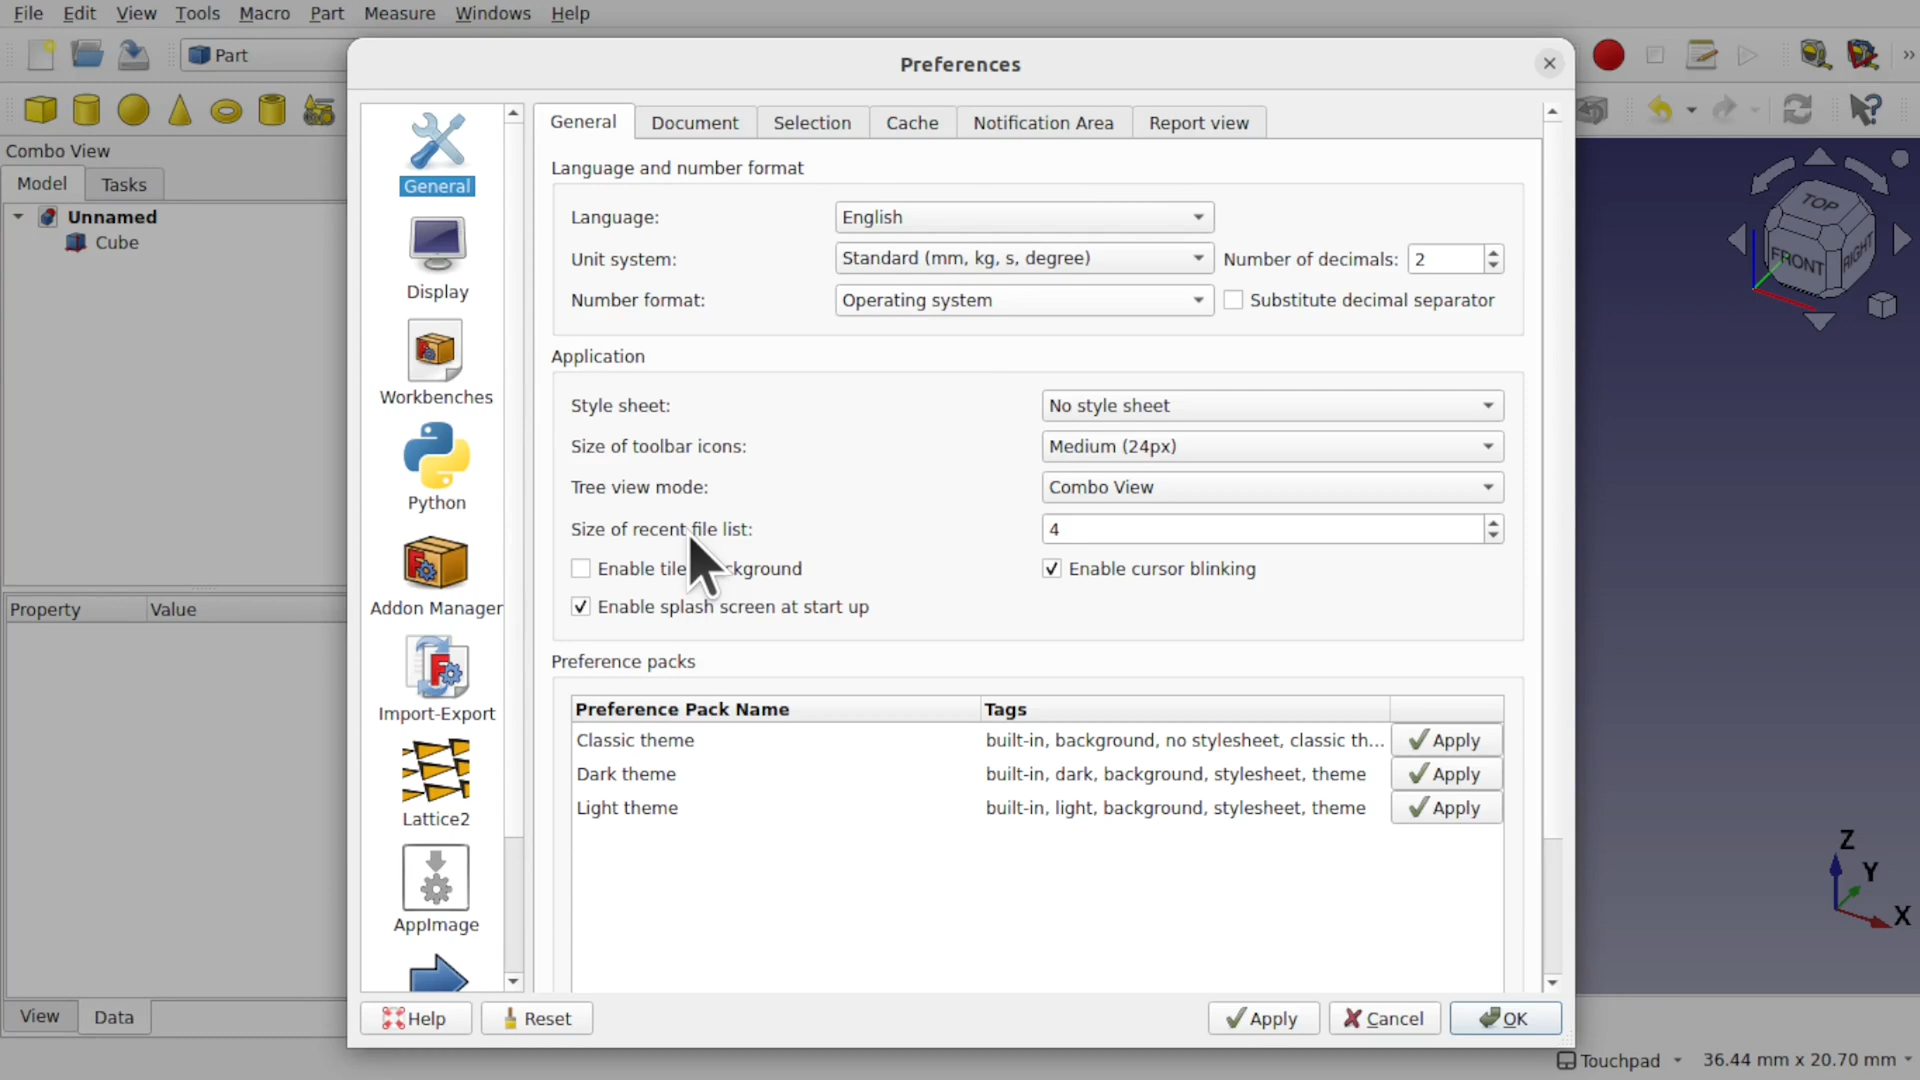 File Edit View Tools Macro Part Measure Windows Help
Part
Preferences
Combo View
Model Tasks
Unnamed
Cube
Property Value
View Data
General
Display
Workbenches
Python
Addon Manager
Import-Export
Lattice2
AppImage
General Document Selection Cache Notification Area Report view
Language and number format
Language: English
Unit system: Standard (mm, kg, s, degree) Number of decimals: 2
Number format: Operating system Substitute decimal separator
Application
Style sheet: No style sheet
Size of toolbar icons: Medium (24px)
Tree view mode: Combo View
Size of recent file list: 4
Enable tile ckground Enable cursor blinking
Enable splash screen at start up
Preference packs
Preference Pack Name Tags
Classic theme built-in, background, no stylesheet, classic th... Apply
Dark theme built-in, dark, background, stylesheet, theme Apply
Light theme built-in, light, background, stylesheet, theme Apply
Help Reset Apply Cancel OK
TOP
FRONT RIGHT
Z
Y
X
Touchpad 36.44 mm x 20.70 mm